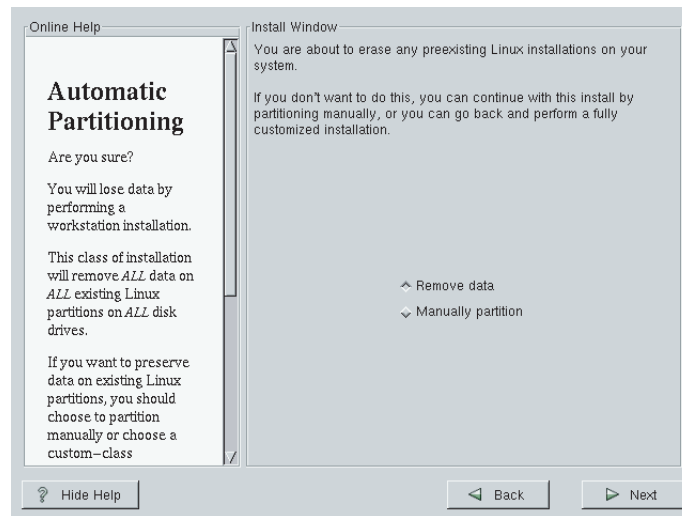 Online Help
Automatic
Partitioning
Are you sure?
You will lose data by
performing a
workstation installation.
This class of installation
will remove ALL data on
ALL existing Linux
partitions on ALL disk
drives.
If you want to preserve
data on existing Linux
partitions, you should
choose to partition
manually or choose a
custom–class
Install Window
You are about to erase any preexisting Linux installations on your
system.
If you don't want to do this, you can continue with this install by
partitioning manually, or you can go back and perform a fully
customized installation.
Remove data
Manually partition
? Hide Help
Back
Next